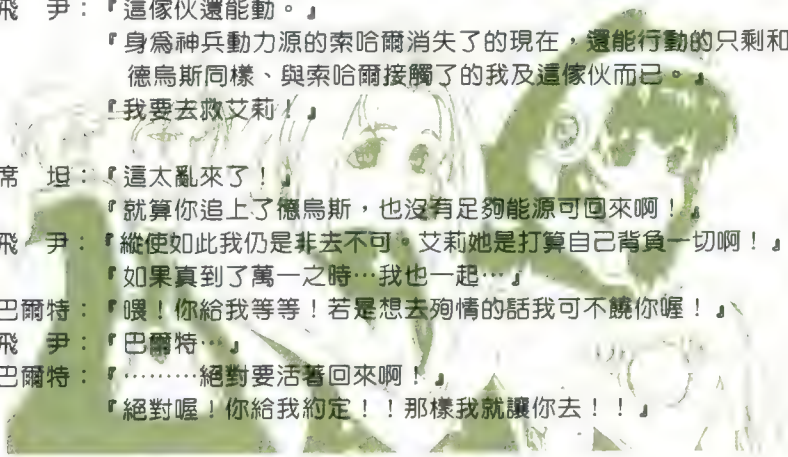 飛　尹：『這傢伙還能動。』
『身為神兵動力源的索哈爾消失了的現在，還能行動的只剩和
德烏斯同樣、與索哈爾接觸了的我及這傢伙而已。』
『我要去救艾莉！』
席　坦：『這太亂來了！』
『就算你追上了德烏斯，也沒有足夠能源可回來啊！』
飛　尹：『縱使如此我仍是非去不可。艾莉她是打算自己背負一切啊！』
『如果真到了萬一之時…我也一起…』
巴爾特：『喂！你給我等等！若是想去殉情的話我可不饒你喔！』
飛　尹：『巴爾特…』
巴爾特：『………絕對要活著回來啊！』
『絕對喔！你給我約定！！那樣我就讓你去！！』